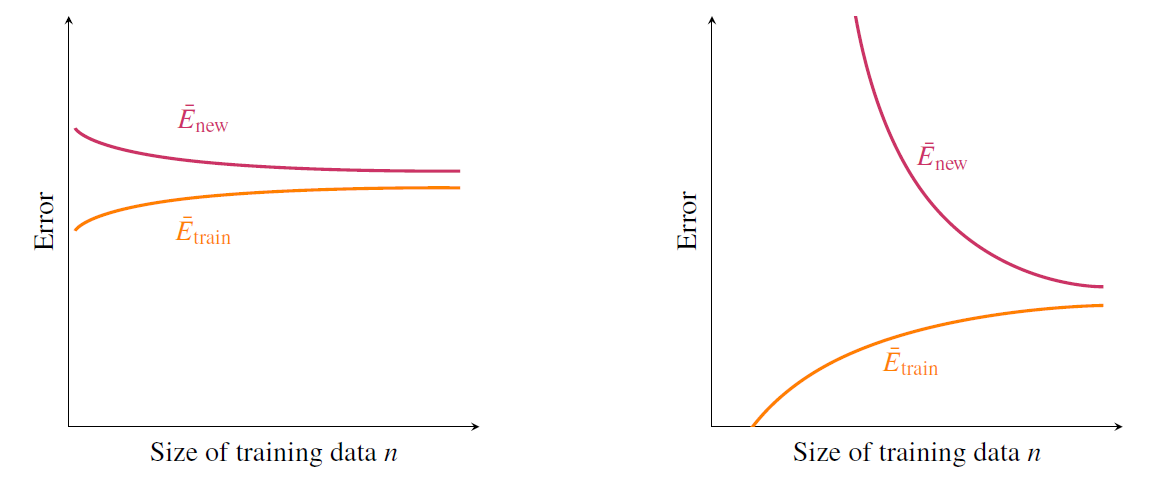 Ē_new
Error
Ē_train
Size of training data n
Ē_new
Error
Ē_train
Size of training data n